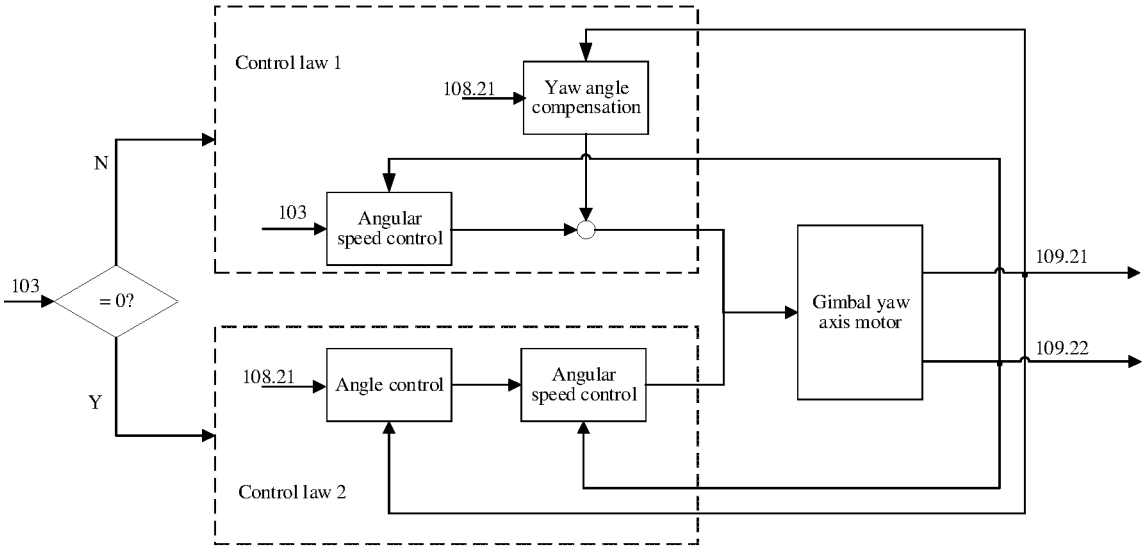 Control law 1
108.21
Yaw angle
compensation
N
103
Angular
speed control
103
= 0?
109.21
Gimbal yaw
axis motor
109.22
108.21
Angle control
Angular
speed control
Y
Control law 2